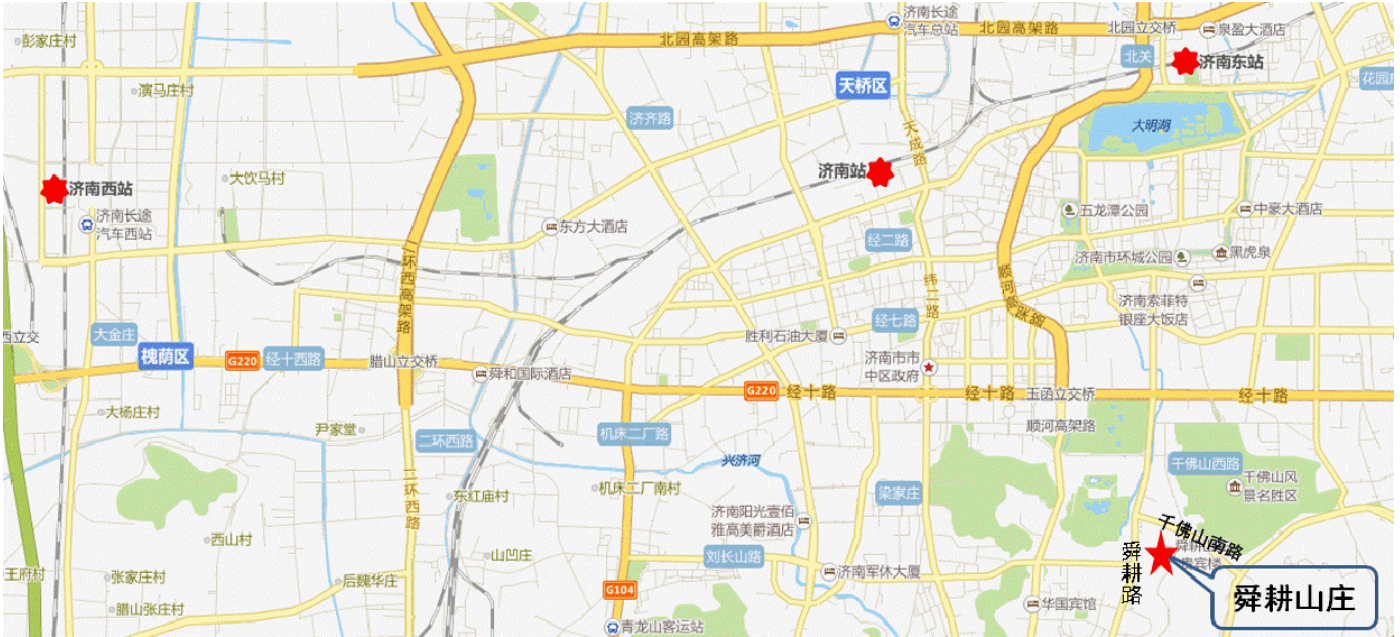 彭家庄村
北园高架路
济南长途
汽车总站
北园高架路
北园立交桥
泉盈大酒店
北关
济南东站
演马庄村
天桥区
济齐路
大明湖
天成路
济南站
大饮马村
济南西站
济南长途
汽车西站
东方大酒店
五龙潭公园
中豪大酒店
经二路
二环西高架路
济南市环城公园
黑虎泉
纬二路
顺河高架路
济南索菲特
银座大饭店
大金庄
西立交
经七路
胜利石油大厦
槐荫区
G220
经十西路
腊山立交桥
舜和国际酒店
济南市市
中区政府
G220
经十路
经十路
玉函立交桥
经十路
大杨庄村
尹家堂
二环西路
机床二厂路
顺河高架路
兴济河
千佛山西路
千佛山风
景名胜区
二环西路
东红庙村
机床二厂南村
梁家庄
济南阳光壹佰
雅高美爵酒店
千佛山南路
西山村
山凹庄
刘长山路
舜耕路
王府村
张家庄村
后魏华庄
济南军休大厦
G104
腊山张庄村
青龙山客运站
华国宾馆
舜耕山庄